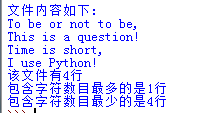 文件内容如下:
To be or not to be,
This is a question!
Time is short,
I use Python!
该文件有4行
包含字符数目最多的是1行
包含字符数目最少的是4行
>>>